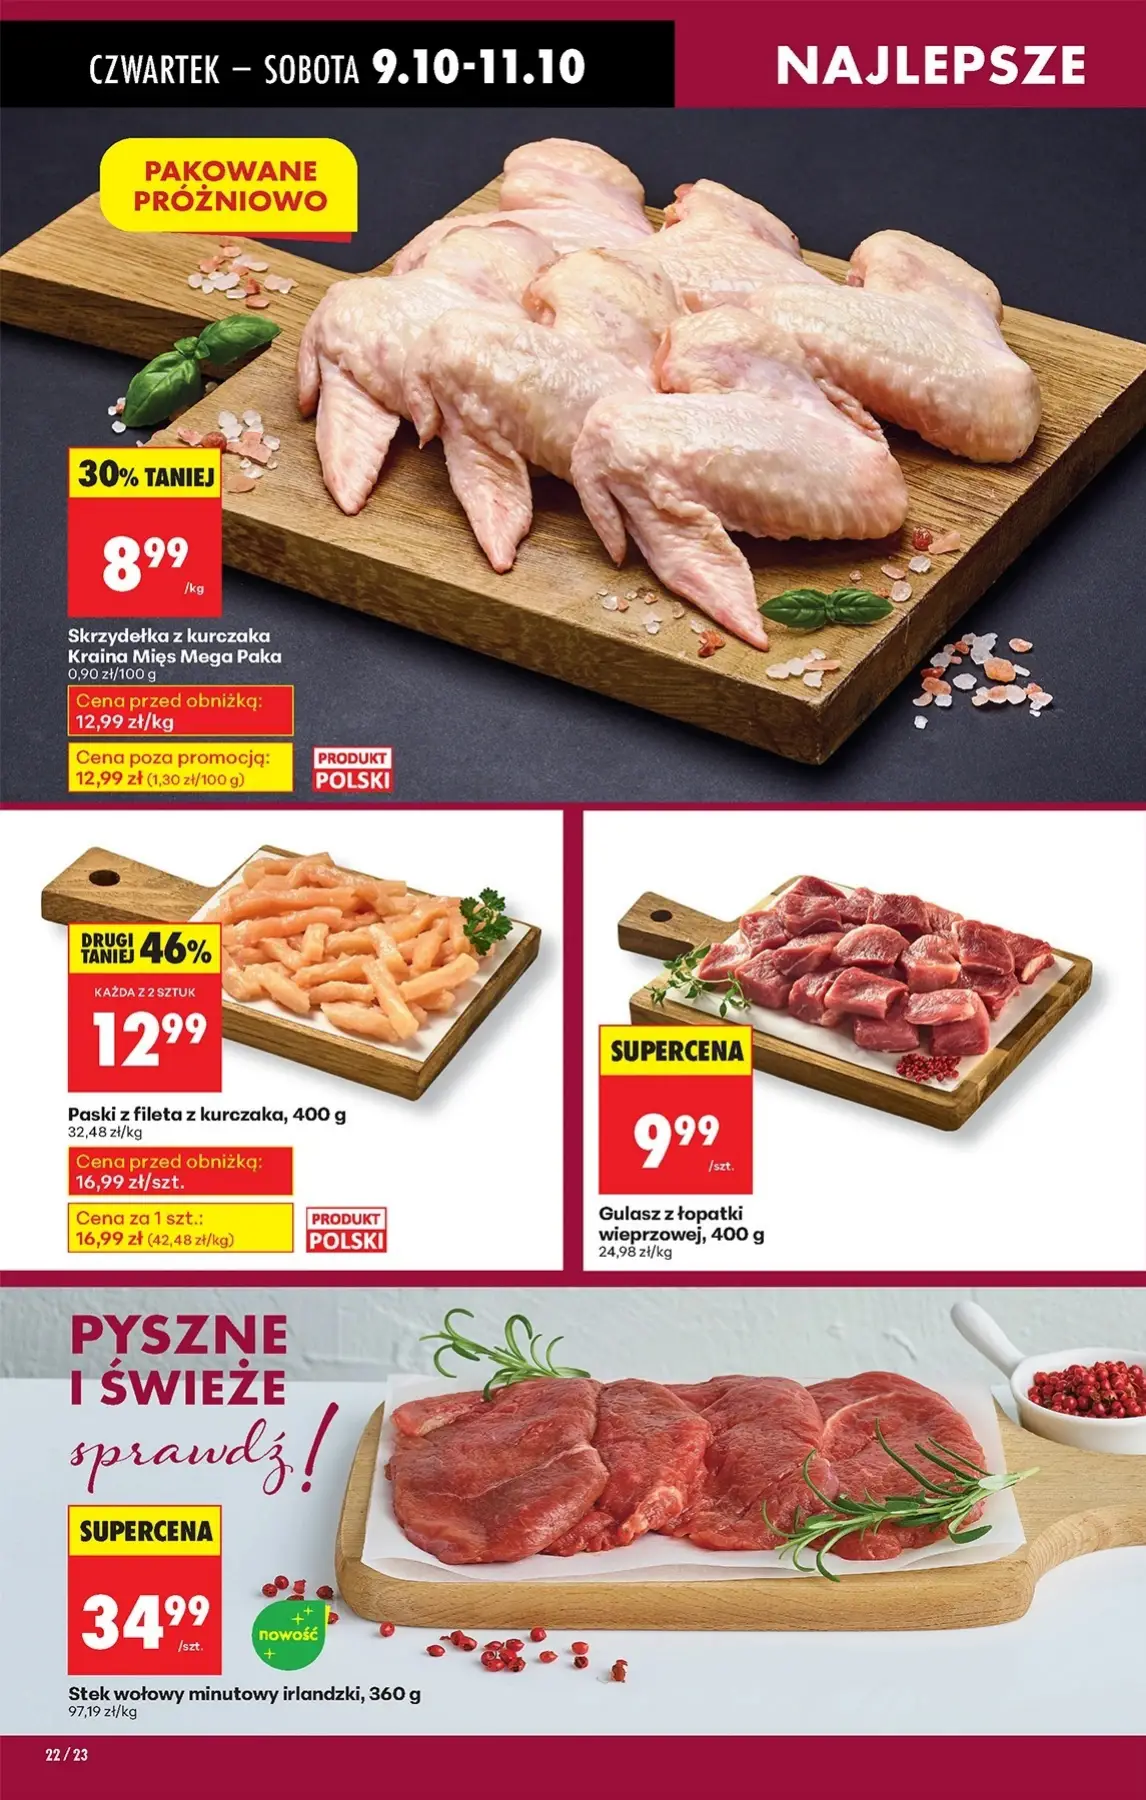 CZWARTEK – SOBOTA 9.10-11.10
NAJLEPSZE
PAKOWANE
PRÓŻNIOWO
30% TANIEJ
8 99
/kg
Skrzydełka z kurczaka
Kraina Mięs Mega Paka
0,90 zł/100 g
Cena przed obniżką:
12,99 zł/kg
Cena poza promocją:
12,99 zł (1,30 zł/100 g)
PRODUKT
POLSKI
DRUGI
TANIEJ 46%
KAŻDA Z 2 SZTUK
12 99
Paski z fileta z kurczaka, 400 g
32,48 zł/kg
Cena przed obniżką:
16,99 zł/szt.
Cena za 1 szt.:
16,99 zł (42,48 zł/kg)
PRODUKT
POLSKI
SUPERCENA
9 99
/szt.
Gulasz z łopatki
wieprzowej, 400 g
24,98 zł/kg
PYSZNE
I ŚWIEŻE
sprawdź!
SUPERCENA
34 99
/szt.
nowość
Stek wołowy minutowy irlandzki, 360 g
97,19 zł/kg
22 / 23